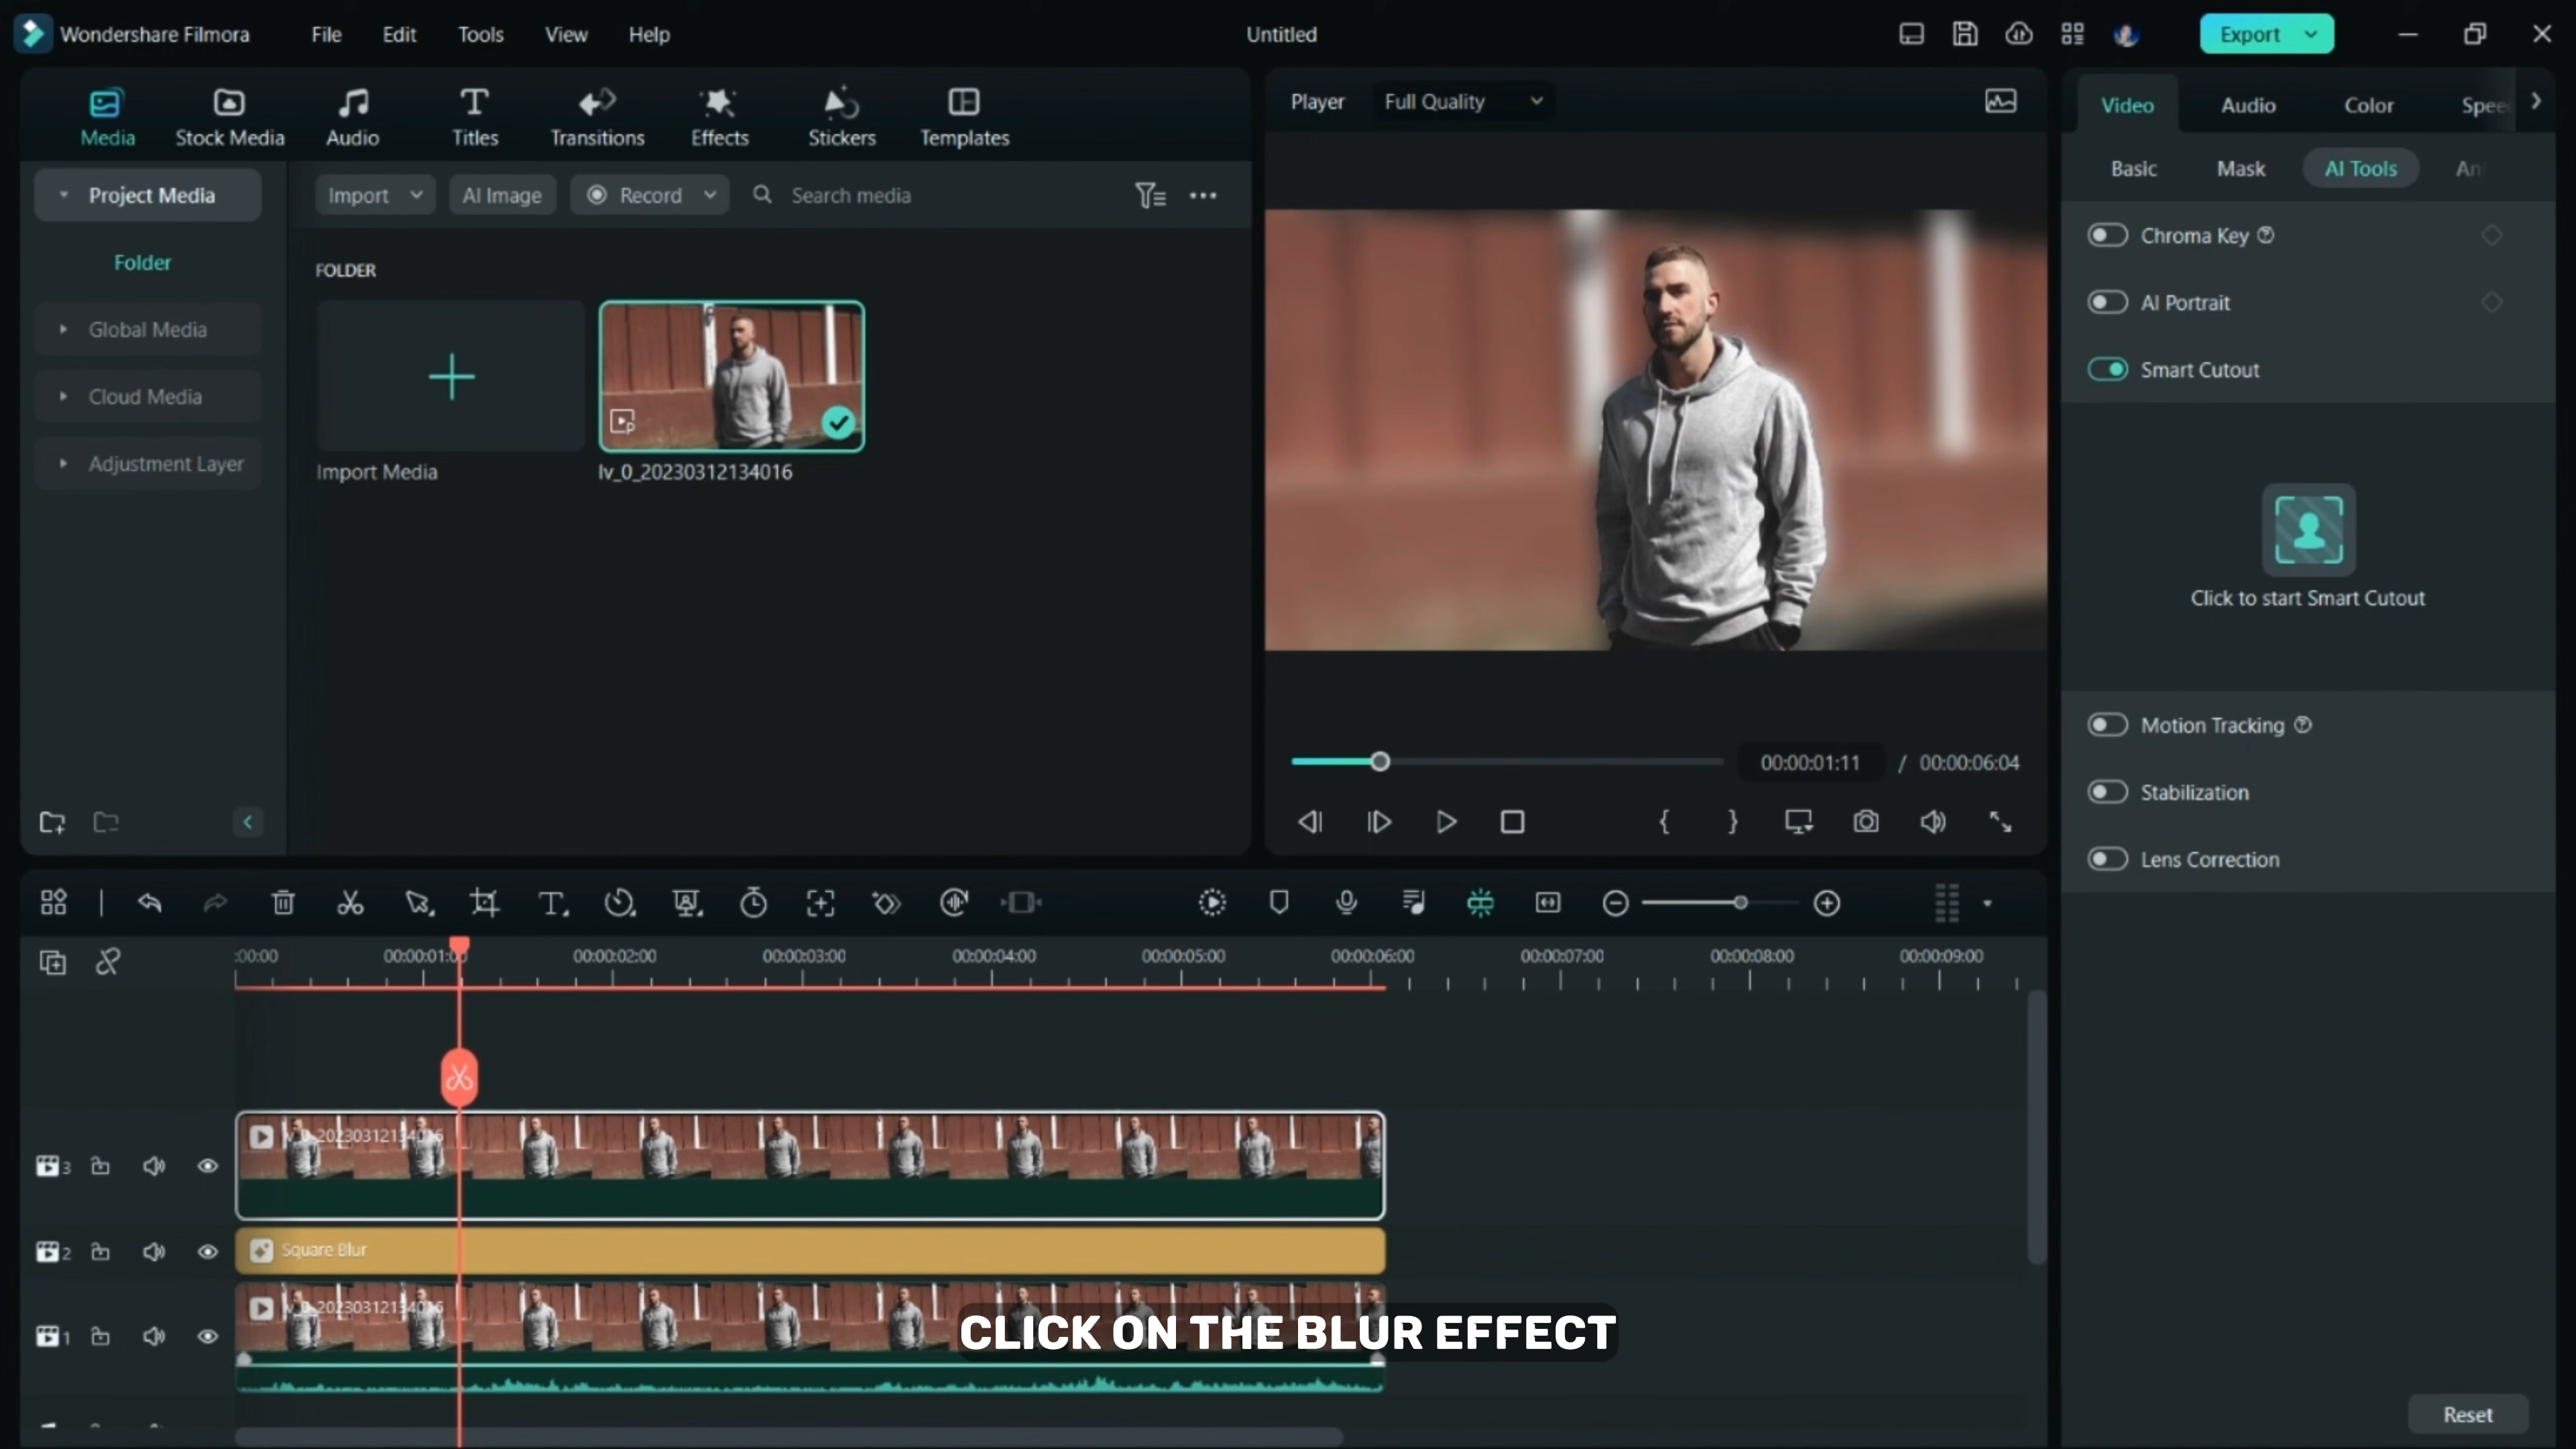 Wondershare Filmora
File
Edit
Tools
View
Help
Untitled
Export
Media
Stock Media
Audio
Titles
Transitions
Effects
Stickers
Templates
Player
Full Quality
Video
Audio
Color
Basic
Mask
AI Tools
Project Media
Import
AI Image
Record
Search media
Folder
FOLDER
Global Media
Cloud Media
Adjustment Layer
Import Media
lv_0_20230312134016
Chroma Key
AI Portrait
Smart Cutout
Click to start Smart Cutout
Motion Tracking
Stabilization
Lens Correction
00:00:01:11 / 00:00:06:04
:00:00
00:00:02:00
00:00:03:00
00:00:04:00
00:00:05:00
00:00:06:00
00:00:07:00
00:00:08:00
00:00:09:00
3
2
Square Blur
1
CLICK ON THE BLUR EFFECT
Reset